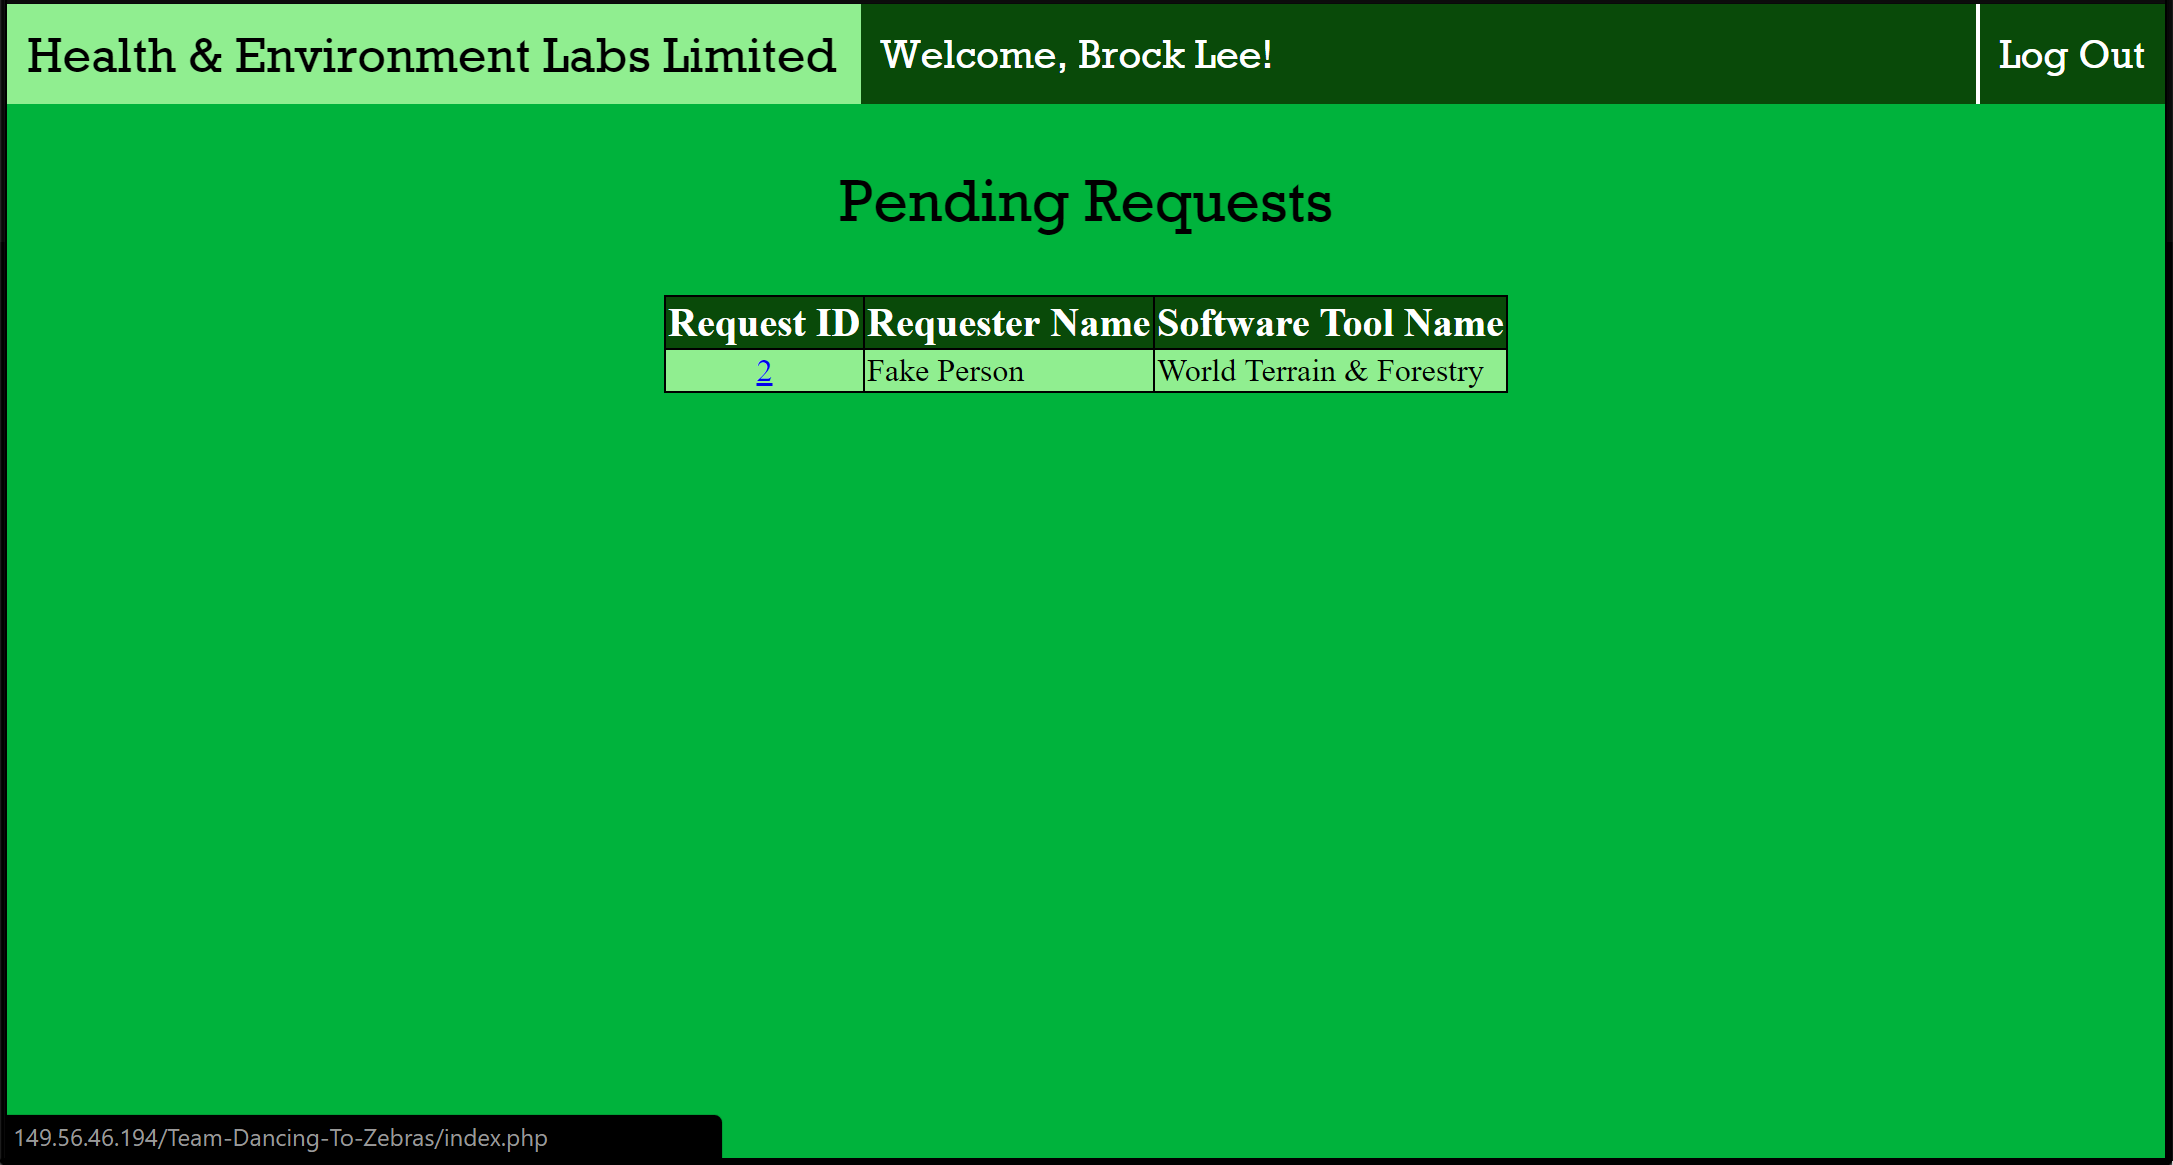 Health & Environment Labs Limited Welcome, Brock Lee! Log Out
Pending Requests
Request ID Requester Name Software Tool Name
2 Fake Person World Terrain & Forestry
149.56.46.194/Team-Dancing-To-Zebras/index.php